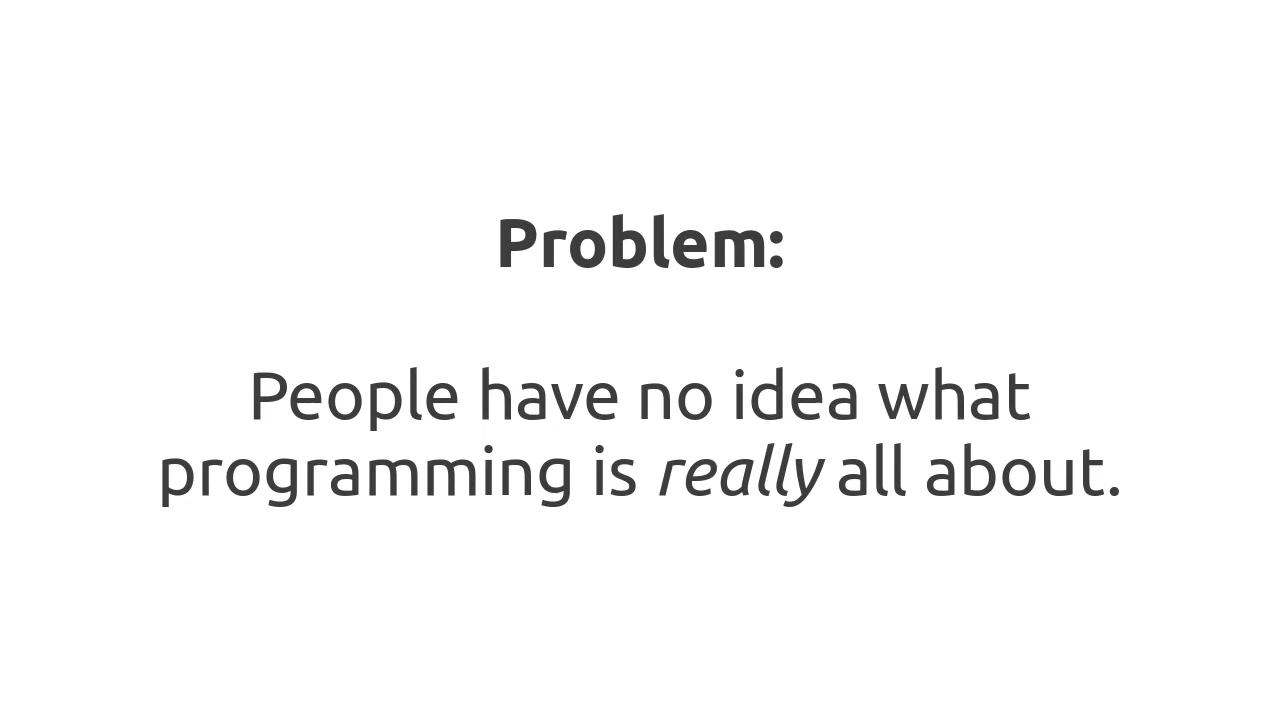 Problem:
People have no idea what
programming is really all about.